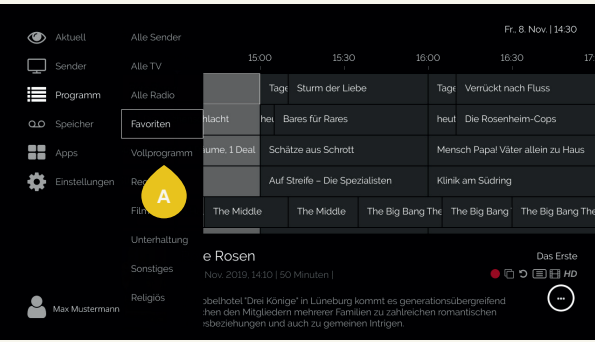 Fr., 8. Nov. | 14:30
Aktuell
Alle Sender
15:00 15:30 16:00 16:30 17:
Sender
Alle TV
Programm
Alle Radio
Tage Sturm der Liebe Tage Verrückt nach Fluss
Speicher
Favoriten
hlacht heu Bares für Rares heut Die Rosenheim-Cops
Apps
Vollprogramm
ume, 1 Deal Schätze aus Schrott Mensch Papa! Väter allein zu Haus
Einstellungen
Auf Streife – Die Spezialisten Klinik am Südring
A
The Middle The Middle The Big Bang The The Big Bang The Big Bang The
Unterhaltung
e Rosen Das Erste
Sonstiges
Nov. 2019, 14:10 | 50 Minuten |
HD
Religiös
Max Mustermann
obelhotel "Drei Könige" in Lüneburg kommt es generationsübergreifend
chen den Mitgliedern mehrerer Familien zu zahlreichen romantischen
esbeziehungen und auch zu gemeinen Intrigen.